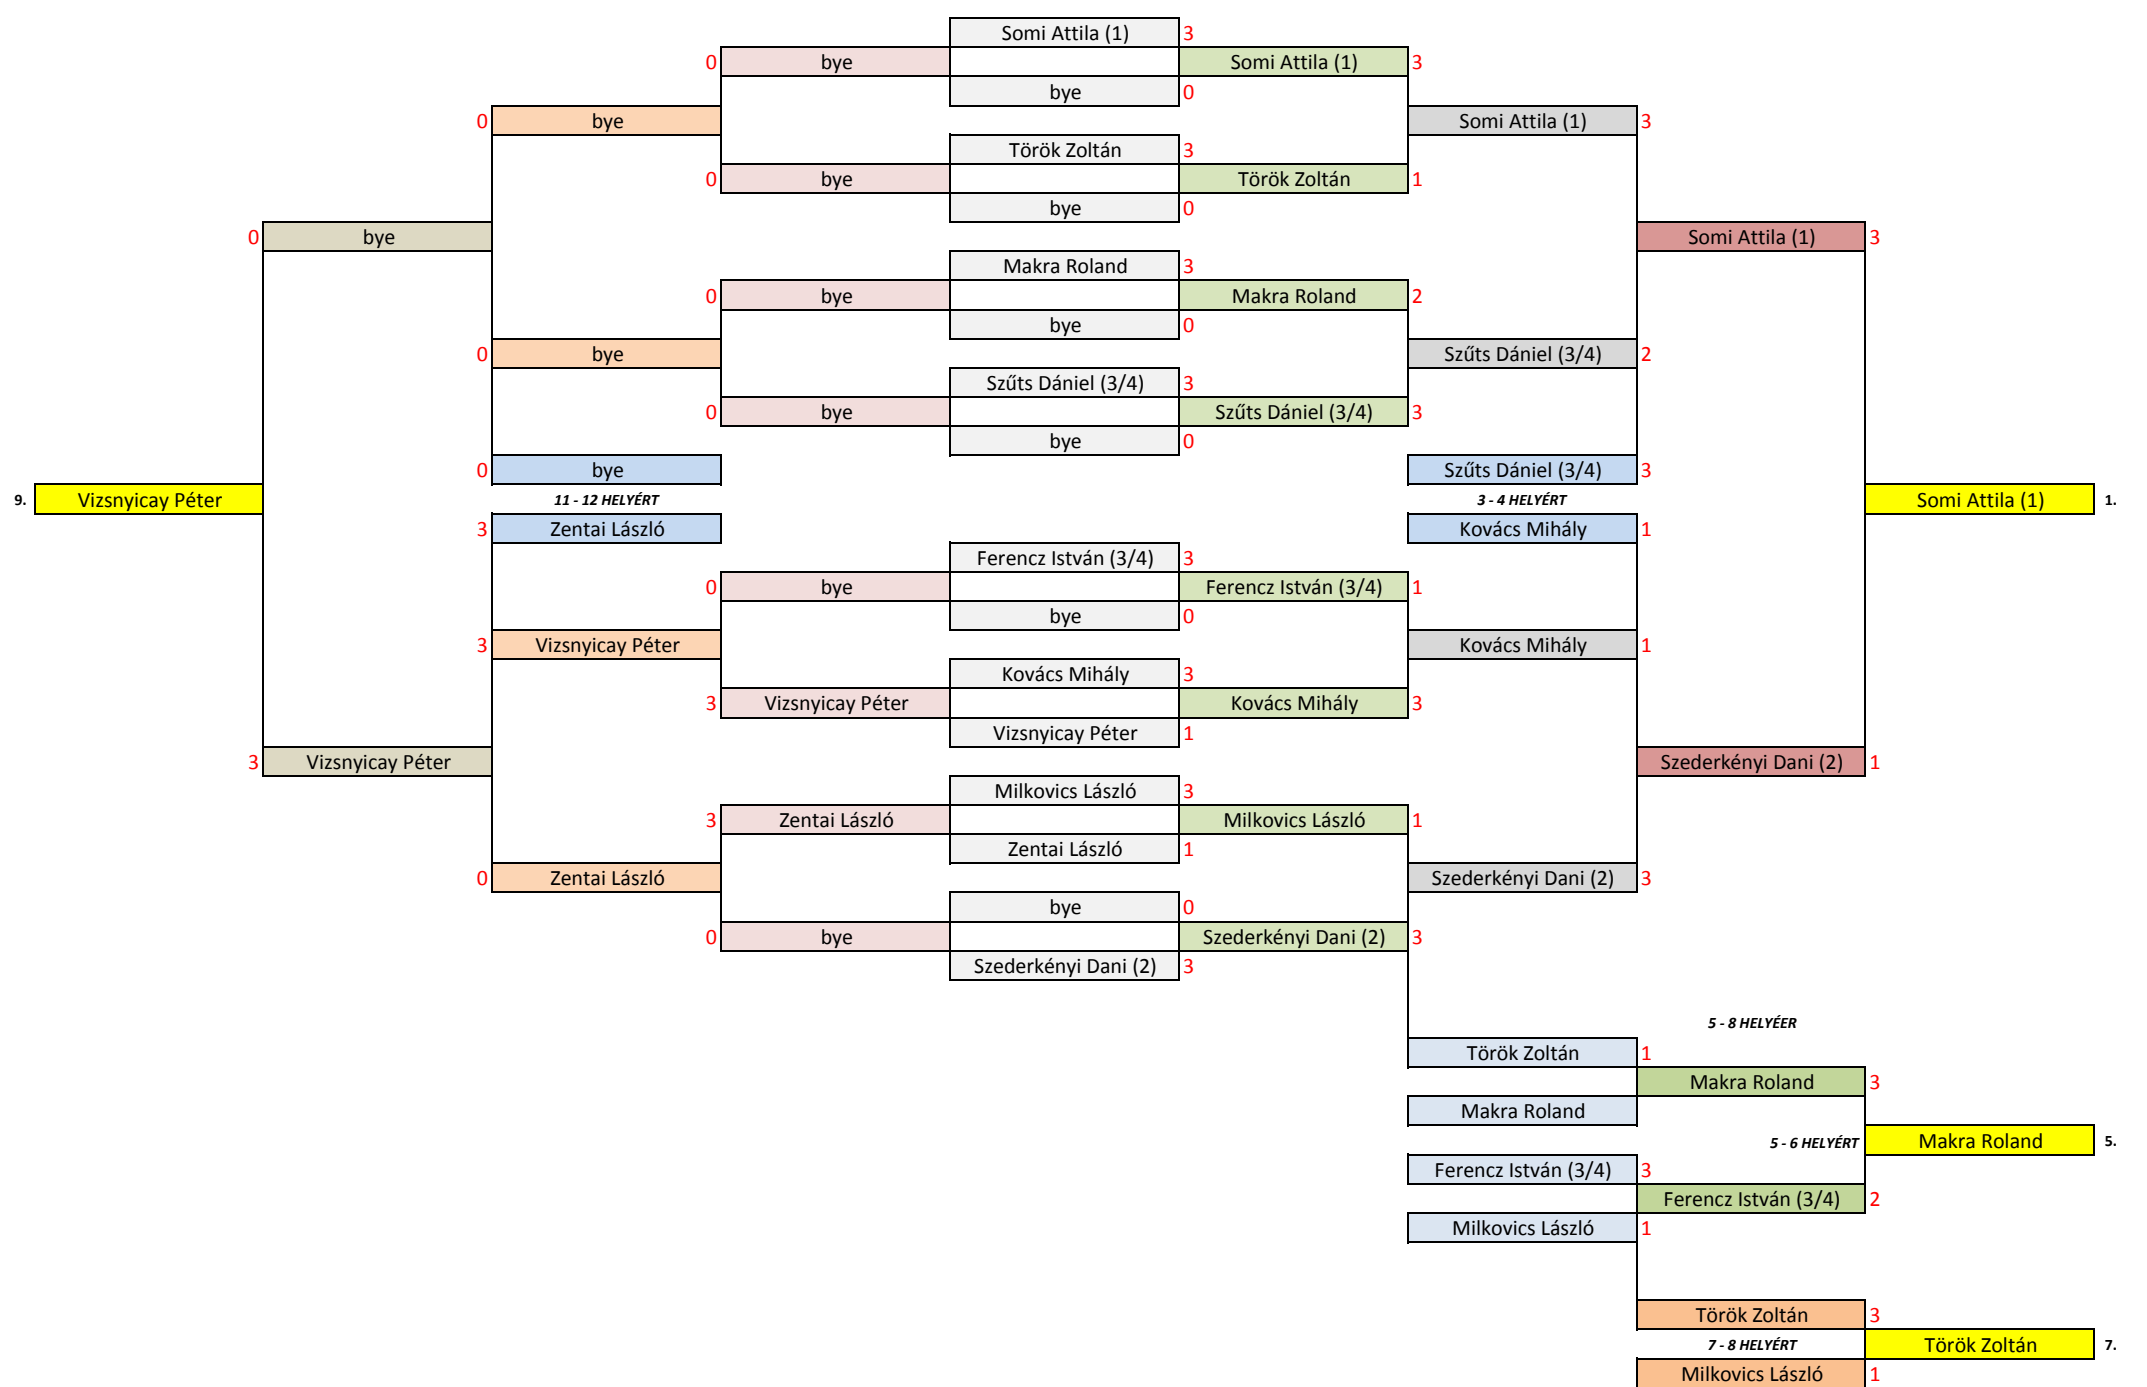 Somi Attila (1) 3
0 bye Somi Attila (1) 3
bye 0
0 bye Somi Attila (1) 3
Török Zoltán 3
0 bye Török Zoltán 1
bye 0
0 bye Somi Attila (1) 3
Makra Roland 3
0 bye Makra Roland 2
bye 0
0 bye Szűts Dániel (3/4) 2
Szűts Dániel (3/4) 3
0 bye Szűts Dániel (3/4) 3
bye 0
0 bye Szűts Dániel (3/4) 3
9. Vizsnyicay Péter 11 - 12 HELYÉRT 3 - 4 HELYÉRT Somi Attila (1) 1.
3 Zentai László Kovács Mihály 1
Ferencz István (3/4) 3
0 bye Ferencz István (3/4) 1
bye 0
3 Vizsnyicay Péter Kovács Mihály 1
Kovács Mihály 3
3 Vizsnyicay Péter Kovács Mihály 3
Vizsnyicay Péter 1
3 Vizsnyicay Péter Szederkényi Dani (2) 1
Milkovics László 3
3 Zentai László Milkovics László 1
Zentai László 1
0 Zentai László Szederkényi Dani (2) 3
bye 0
0 bye Szederkényi Dani (2) 3
Szederkényi Dani (2) 3
5 - 8 HELYÉER
Török Zoltán 1
Makra Roland 3
Makra Roland
5 - 6 HELYÉRT Makra Roland 5.
Ferencz István (3/4) 3
Ferencz István (3/4) 2
Milkovics László 1
Török Zoltán 3
7 - 8 HELYÉRT Török Zoltán 7.
Milkovics László 1